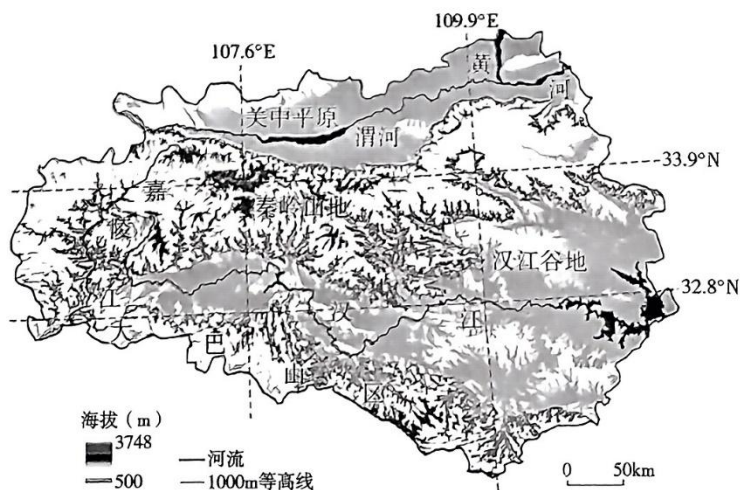 109.9°E
107.6°E
黄
河
关中平原
渭河
33.9°N
嘉
陵
江
秦岭山地
汉江谷地
32.8°N
汉
江
大
巴
山
区
海拔（m）
3748
500
河流
1000m等高线
0 50km